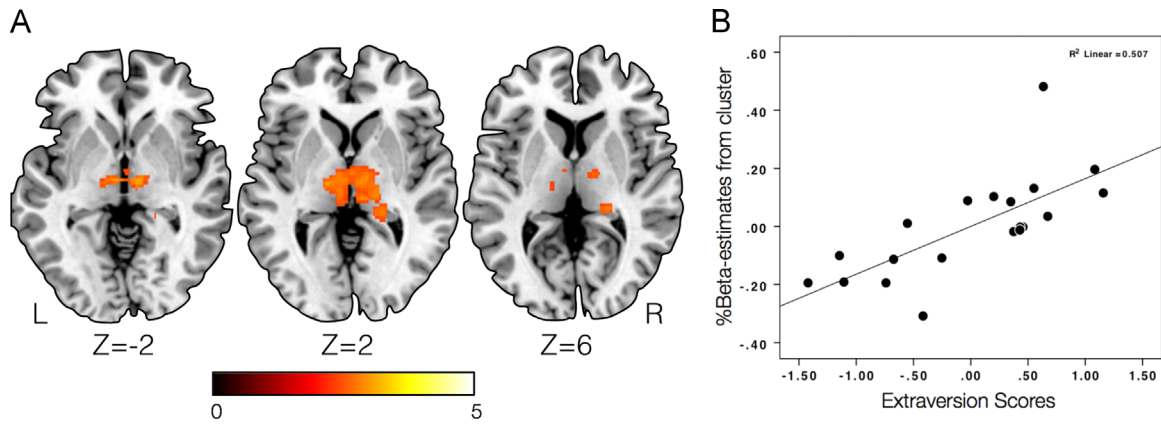 A
L
R
Z=-2
Z=2
Z=6
0
5
B
R² Linear =0.507
%Beta-estimates from cluster
.60
.40
.20
.00
-.20
-.40
-1.50 -1.00 -.50 .00 .50 1.00 1.50
Extraversion Scores